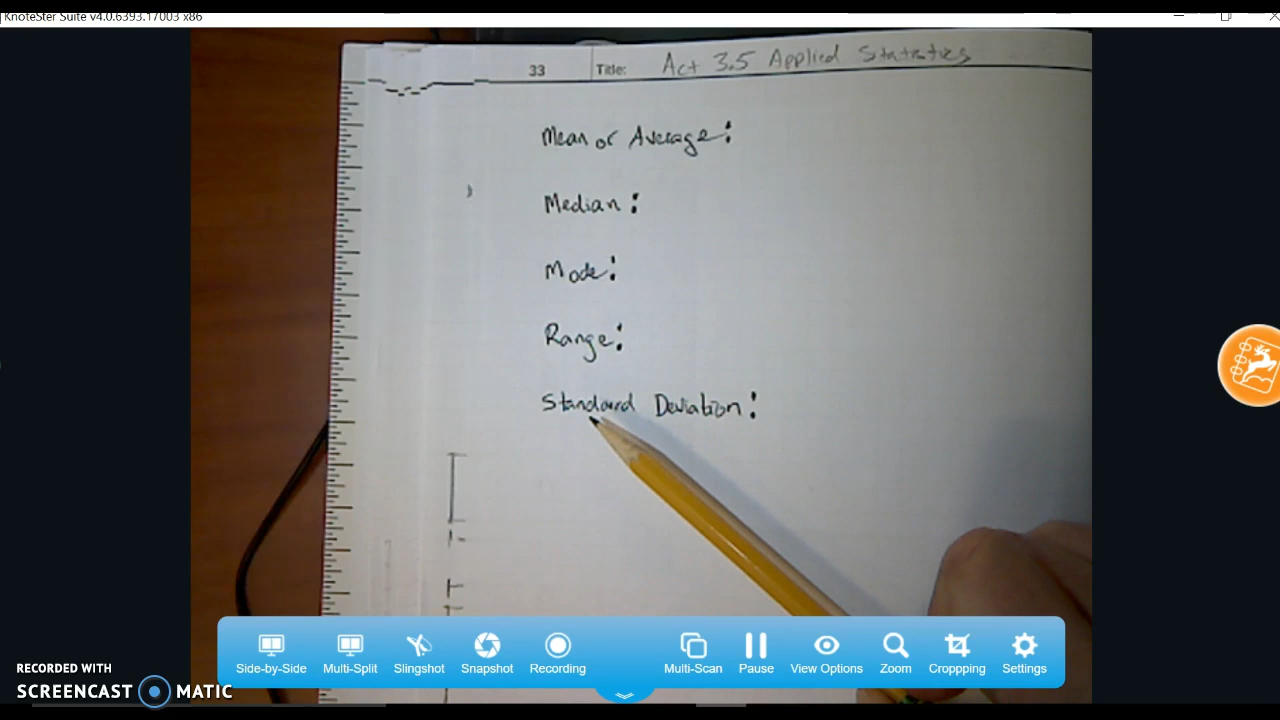 KnoteSter Suite v4.0.6393.17003 x86
33 Title: Act 3.5 Applied Statistics
Mean or Average:
Median:
Mode:
Range:
Standard Deviation:
Side-by-Side Multi-Split Slingshot Snapshot Recording Multi-Scan Pause View Options Zoom Croppping Settings
RECORDED WITH
SCREENCAST MATIC